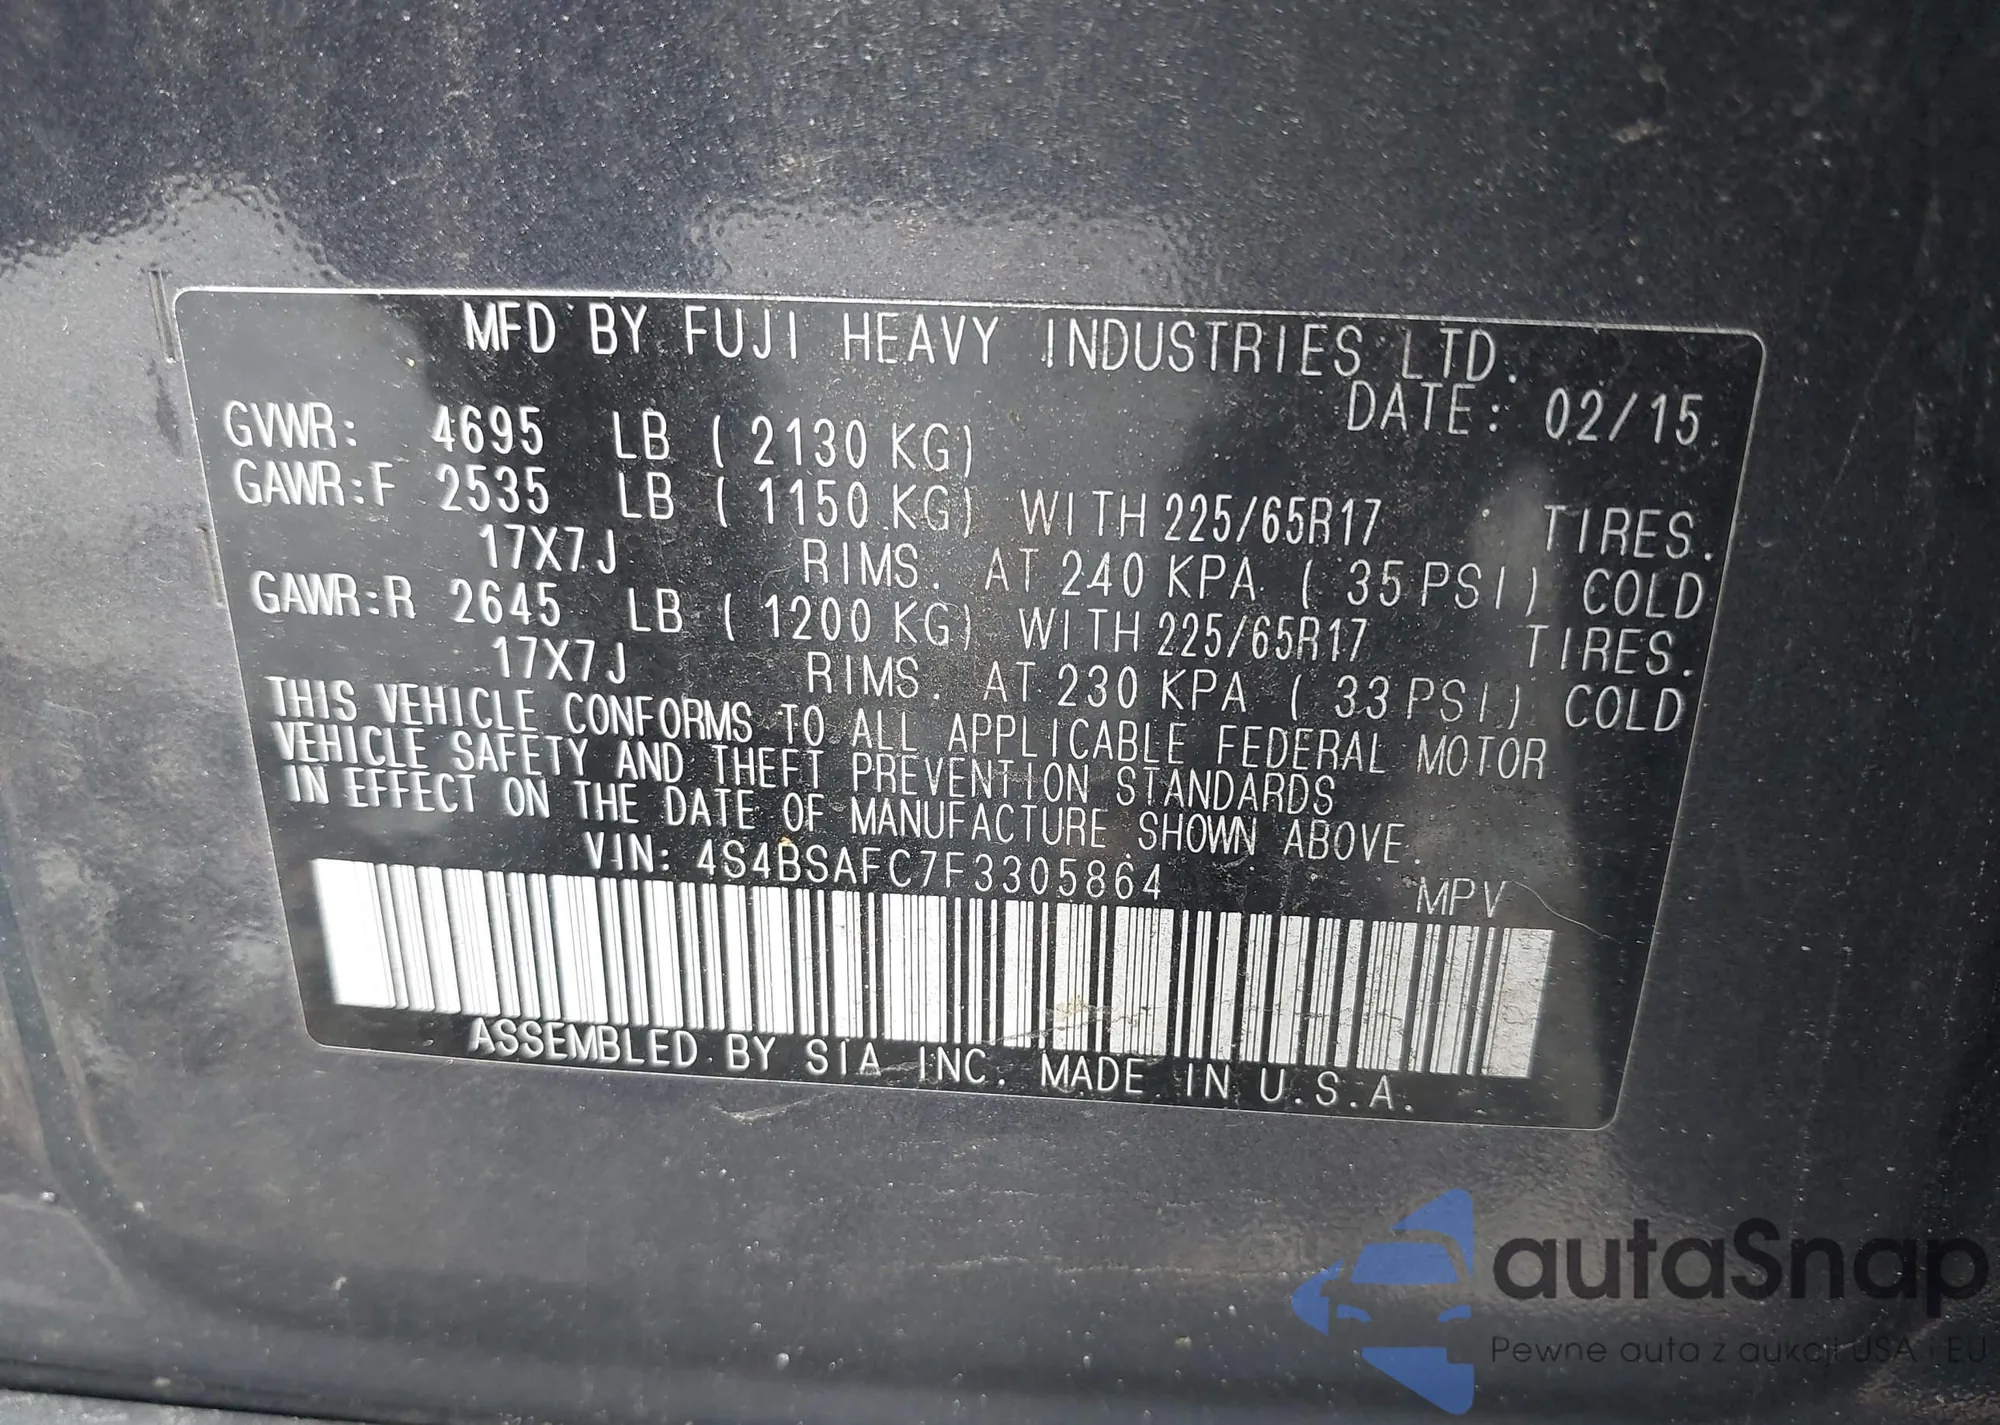 MFD BY FUJI HEAVY INDUSTRIES LTD.
DATE: 02/15
GVWR: 4695 LB ( 2130 KG)
GAWR:F 2535 LB ( 1150 KG) WITH 225/65R17 TIRES.
17X7J RIMS. AT 240 KPA ( 35 PSI) COLD
GAWR:R 2645 LB ( 1200 KG) WITH 225/65R17 TIRES.
17X7J RIMS. AT 230 KPA ( 33 PSI) COLD
THIS VEHICLE CONFORMS TO ALL APPLICABLE FEDERAL MOTOR
VEHICLE SAFETY AND THEFT PREVENTION STANDARDS
IN EFFECT ON THE DATE OF MANUFACTURE SHOWN ABOVE.
VIN: 4S4BSAFC7F3305864 MPV
ASSEMBLED BY SIA INC. MADE IN U.S.A.
autaSnap
Pewne auta z aukcji USA i EU